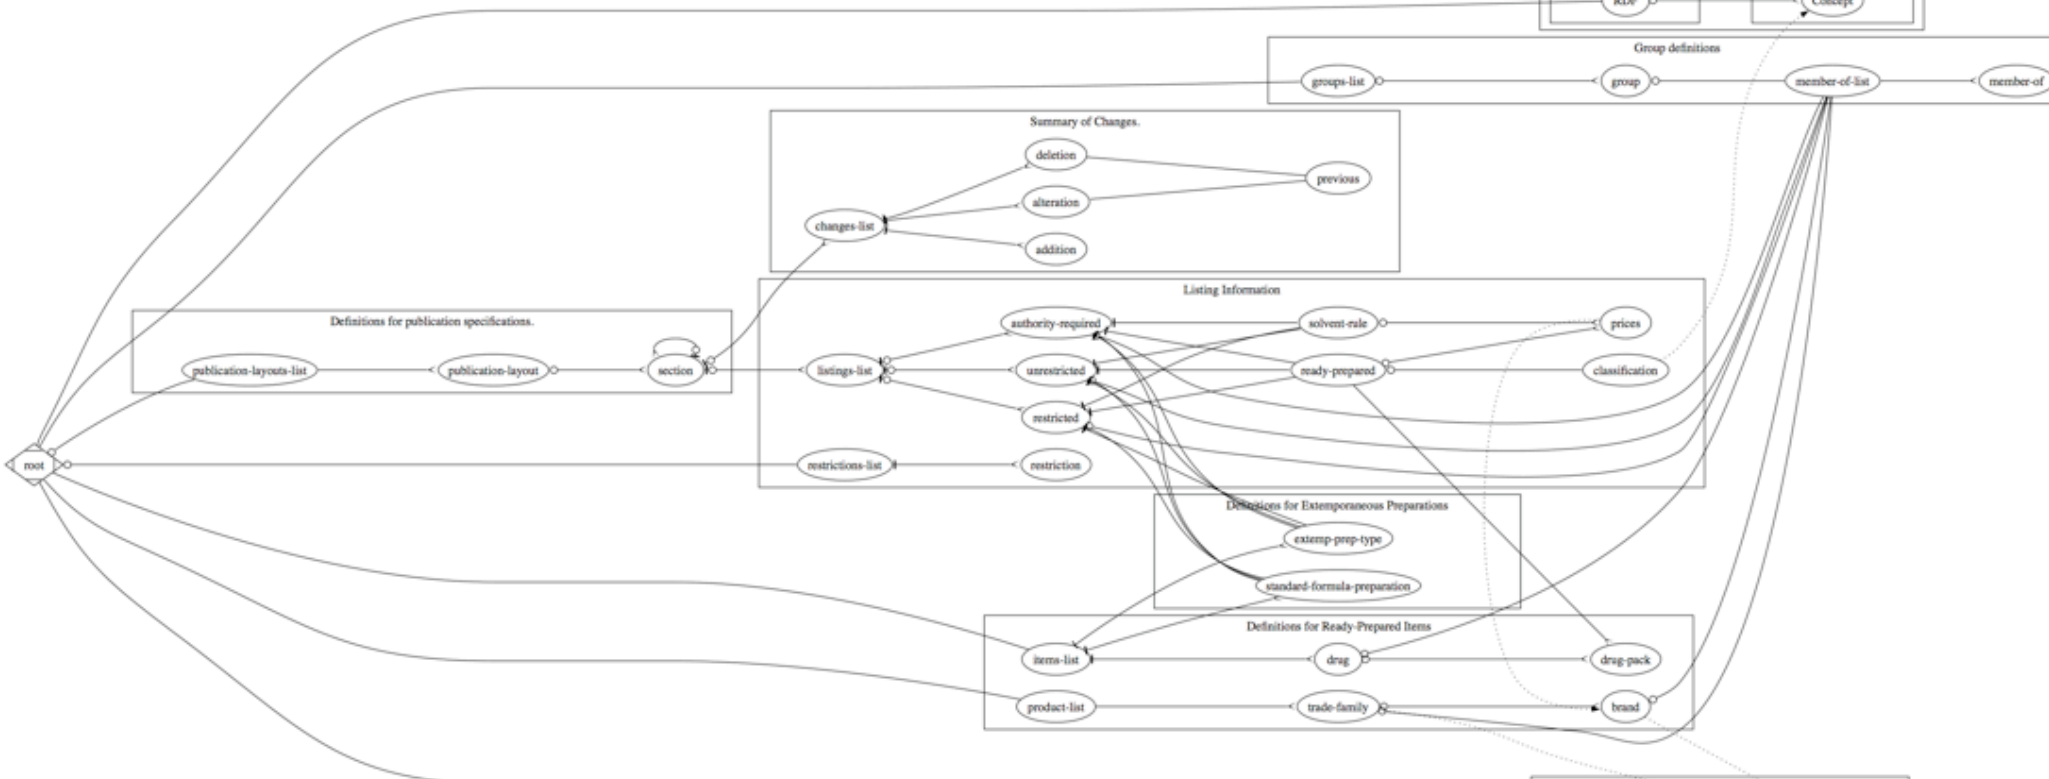 RDF
Concept
Group definitions
groups-list
group
member-of-list
member-of
Summary of Changes.
deletion
previous
alteration
changes-list
addition
Listing Information
Definitions for publication specifications.
authority-required
solvent-rule
prices
publication-layouts-list
publication-layout
section
listings-list
unrestricted
ready-prepared
classification
restricted
root
restrictions-list
restriction
Definitions for Extemporaneous Preparations
extemp-prep-type
standard-formula-preparation
Definitions for Ready-Prepared Items
items-list
drug
drug-pack
product-list
trade-family
brand